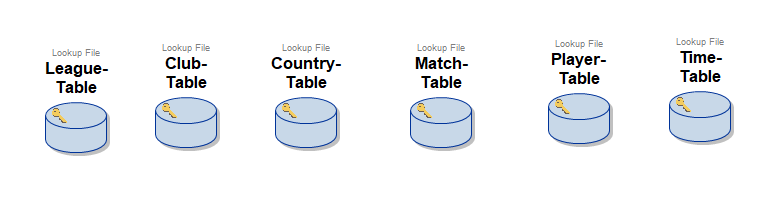 Lookup File
League-
Table
Lookup File
Club-
Table
Lookup File
Country-
Table
Lookup File
Match-
Table
Lookup File
Player-
Table
Lookup File
Time-
Table